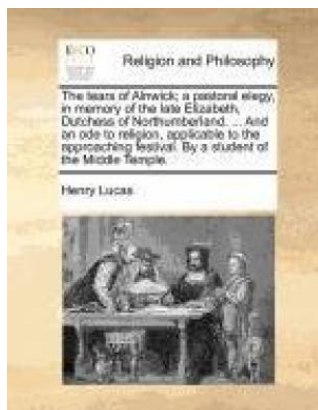 ECCO
Religion and Philosophy
The tears of Alnwick; a pastoral elegy,
in memory of the late Elizabeth,
Dutchess of Northumberland. ... And
an ode to religion, applicable to the
approaching festival. By a student of
the Middle Temple.
Henry Lucas